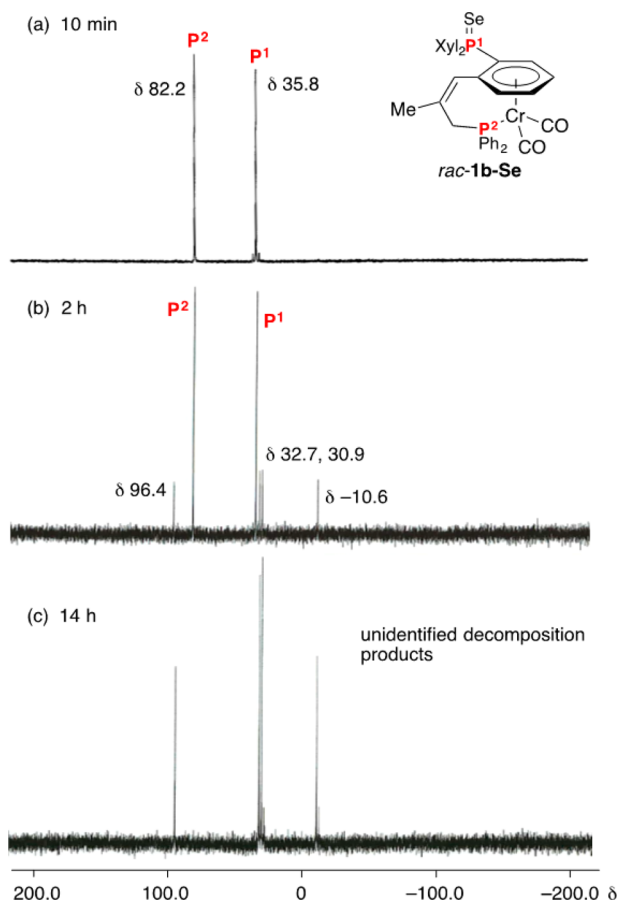 (a) 10 min
P²
δ 82.2
P¹
δ 35.8
Se
Xyl₂P¹
Me
P²
Ph₂
Cr
CO
CO
rac-1b-Se
(b) 2 h
P²
P¹
δ 96.4
δ 32.7, 30.9
δ −10.6
(c) 14 h
unidentified decomposition
products
200.0 100.0 0 −100.0 −200.0 δ